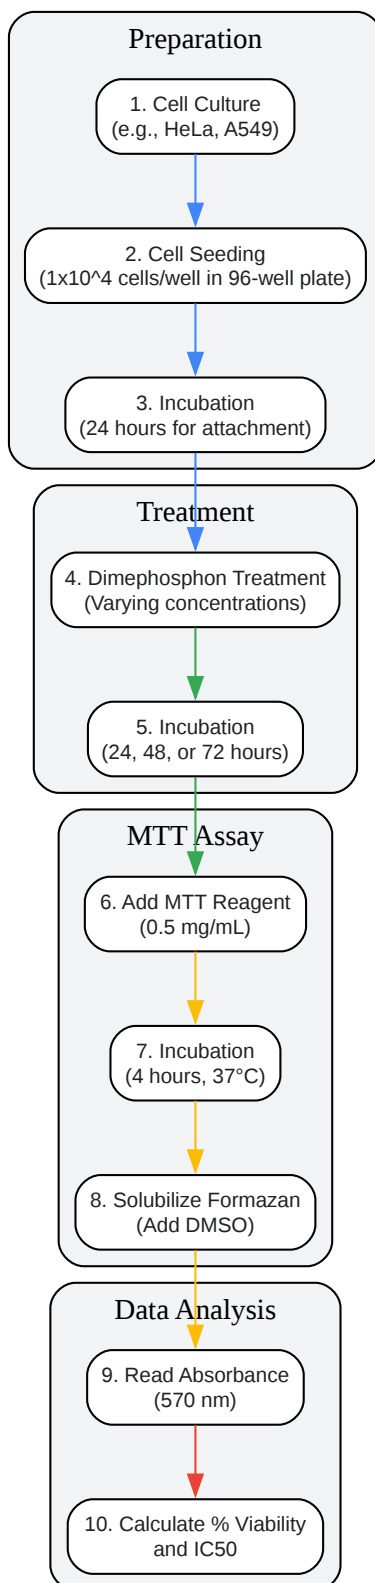 Preparation
1. Cell Culture
(e.g., HeLa, A549)
2. Cell Seeding
(1x10^4 cells/well in 96-well plate)
3. Incubation
(24 hours for attachment)
Treatment
4. Dimephosphon Treatment
(Varying concentrations)
5. Incubation
(24, 48, or 72 hours)
MTT Assay
6. Add MTT Reagent
(0.5 mg/mL)
7. Incubation
(4 hours, 37°C)
8. Solubilize Formazan
(Add DMSO)
Data Analysis
9. Read Absorbance
(570 nm)
10. Calculate % Viability
and IC50